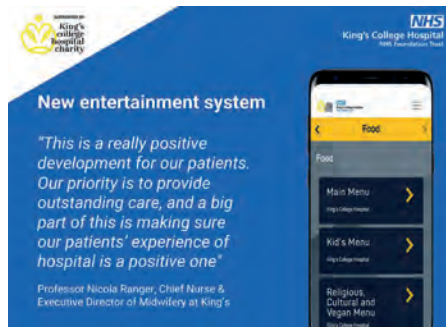 SUPPORTED BY
King's
college
Hospital
charity
NHS
King's College Hospital
NHS Foundation Trust
New entertainment system
"This is a really positive
development for our patients.
Our priority is to provide
outstanding care, and a big
part of this is making sure
our patients' experience of
hospital is a positive one"
Professor Nicola Ranger, Chief Nurse &
Executive Director of Midwifery at King's
Food
Food
Main Menu
King's College Hospital
Kid's Menu
King's College Hospital
Religious,
Cultural and
Vegan Menu
King's College Hospital